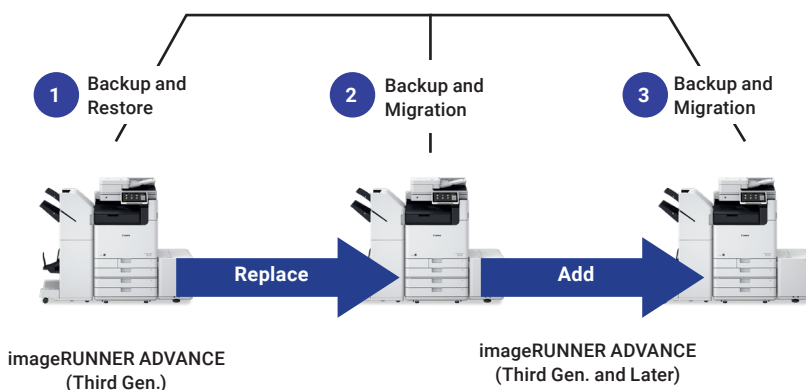 1 Backup and
Restore
2 Backup and
Migration
3 Backup and
Migration
Replace
Add
imageRUNNER ADVANCE
(Third Gen.)
imageRUNNER ADVANCE
(Third Gen. and Later)